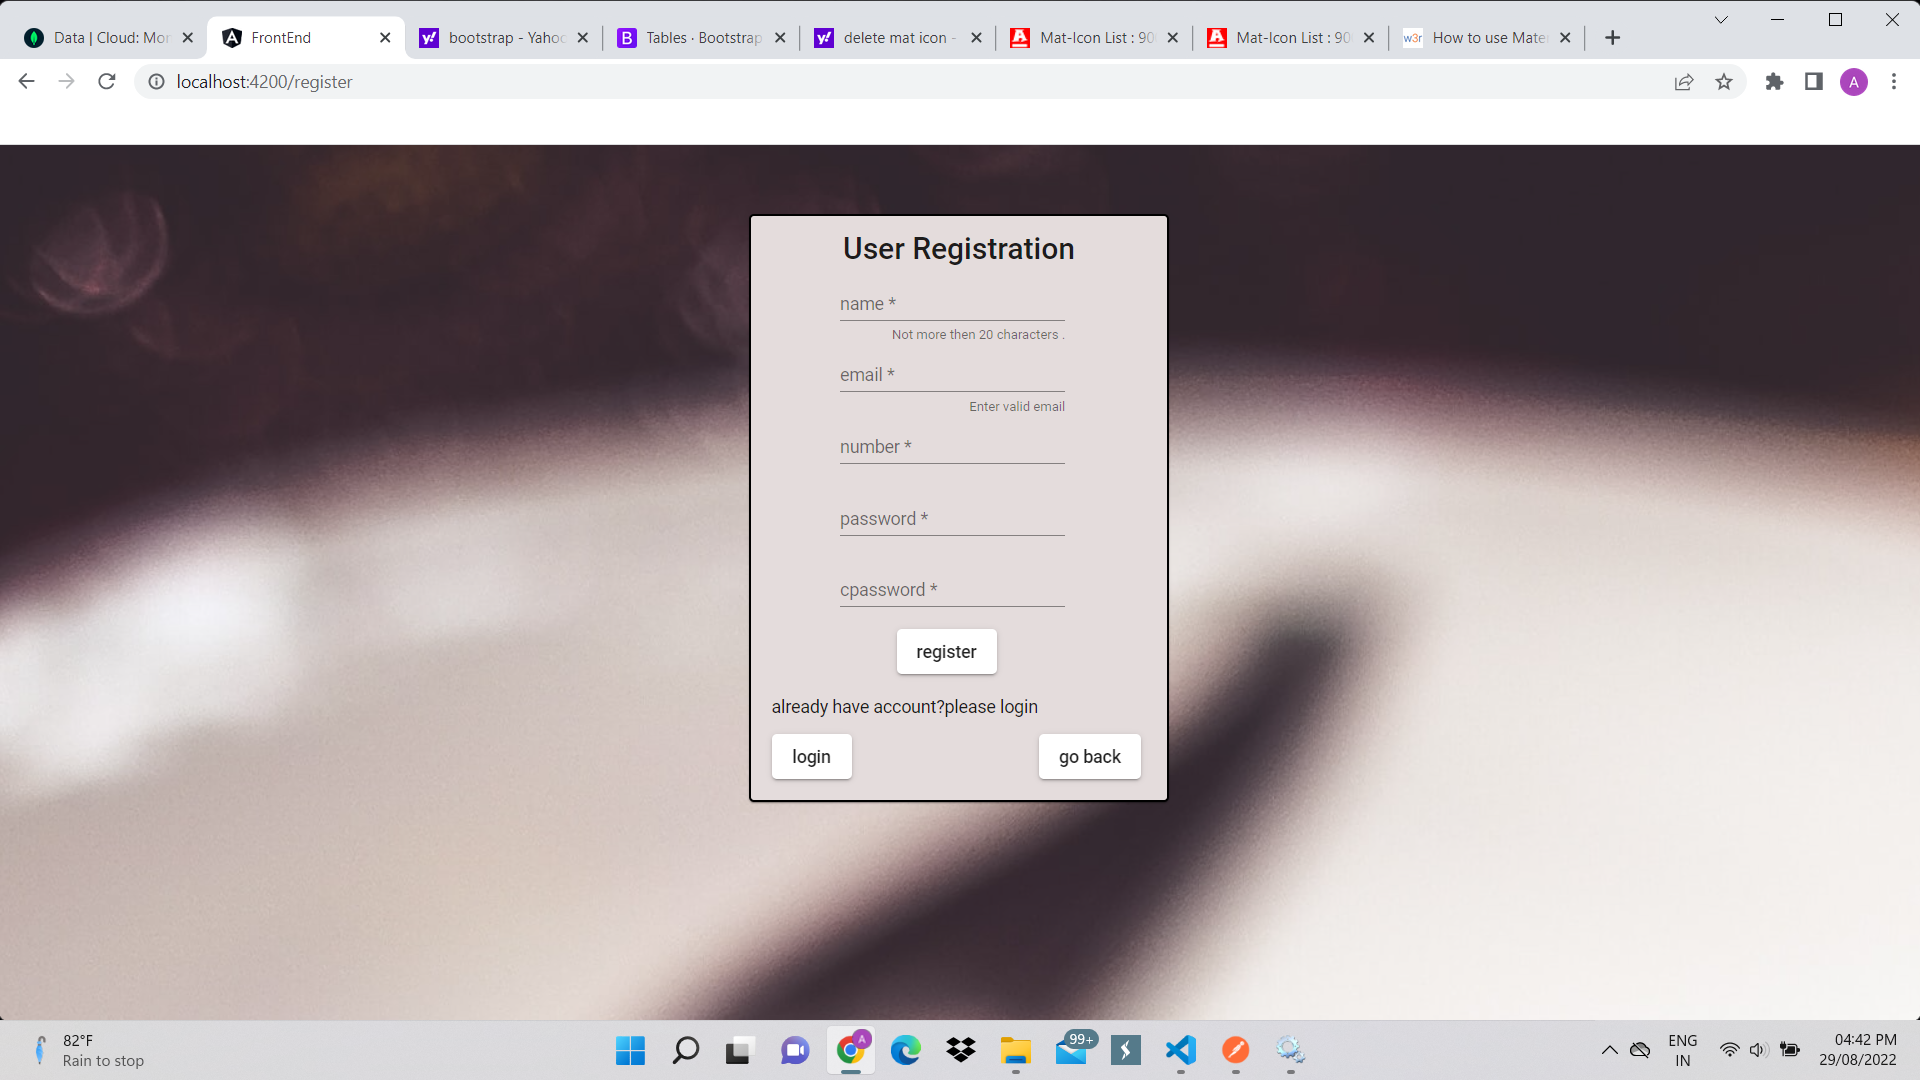 Data | Cloud: Mor
FrontEnd
bootstrap - Yahoo
Tables · Bootstrap
delete mat icon -
Mat-Icon List : 90
Mat-Icon List : 90
w3r
How to use Mate
localhost:4200/register
A
User Registration
name *
Not more then 20 characters .
email *
Enter valid email
number *
password *
cpassword *
register
already have account?please login
login
go back
82°F
Rain to stop
A
99+
ENG
IN
04:42 PM
29/08/2022